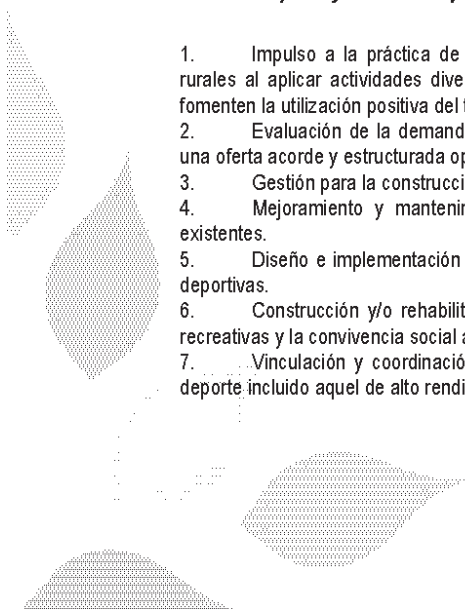 1. Impulso a la práctica de
rurales al aplicar actividades dive
fomenten la utilización positiva del
2. Evaluación de la demand
una oferta acorde y estructurada op
3. Gestión para la construcci
4. Mejoramiento y mantenir
existentes.
5. Diseño e implementación
deportivas.
6. Construcción y/o rehabilit
recreativas y la convivencia social a
7. Vinculación y coordinació
deporte incluido aquel de alto rendi